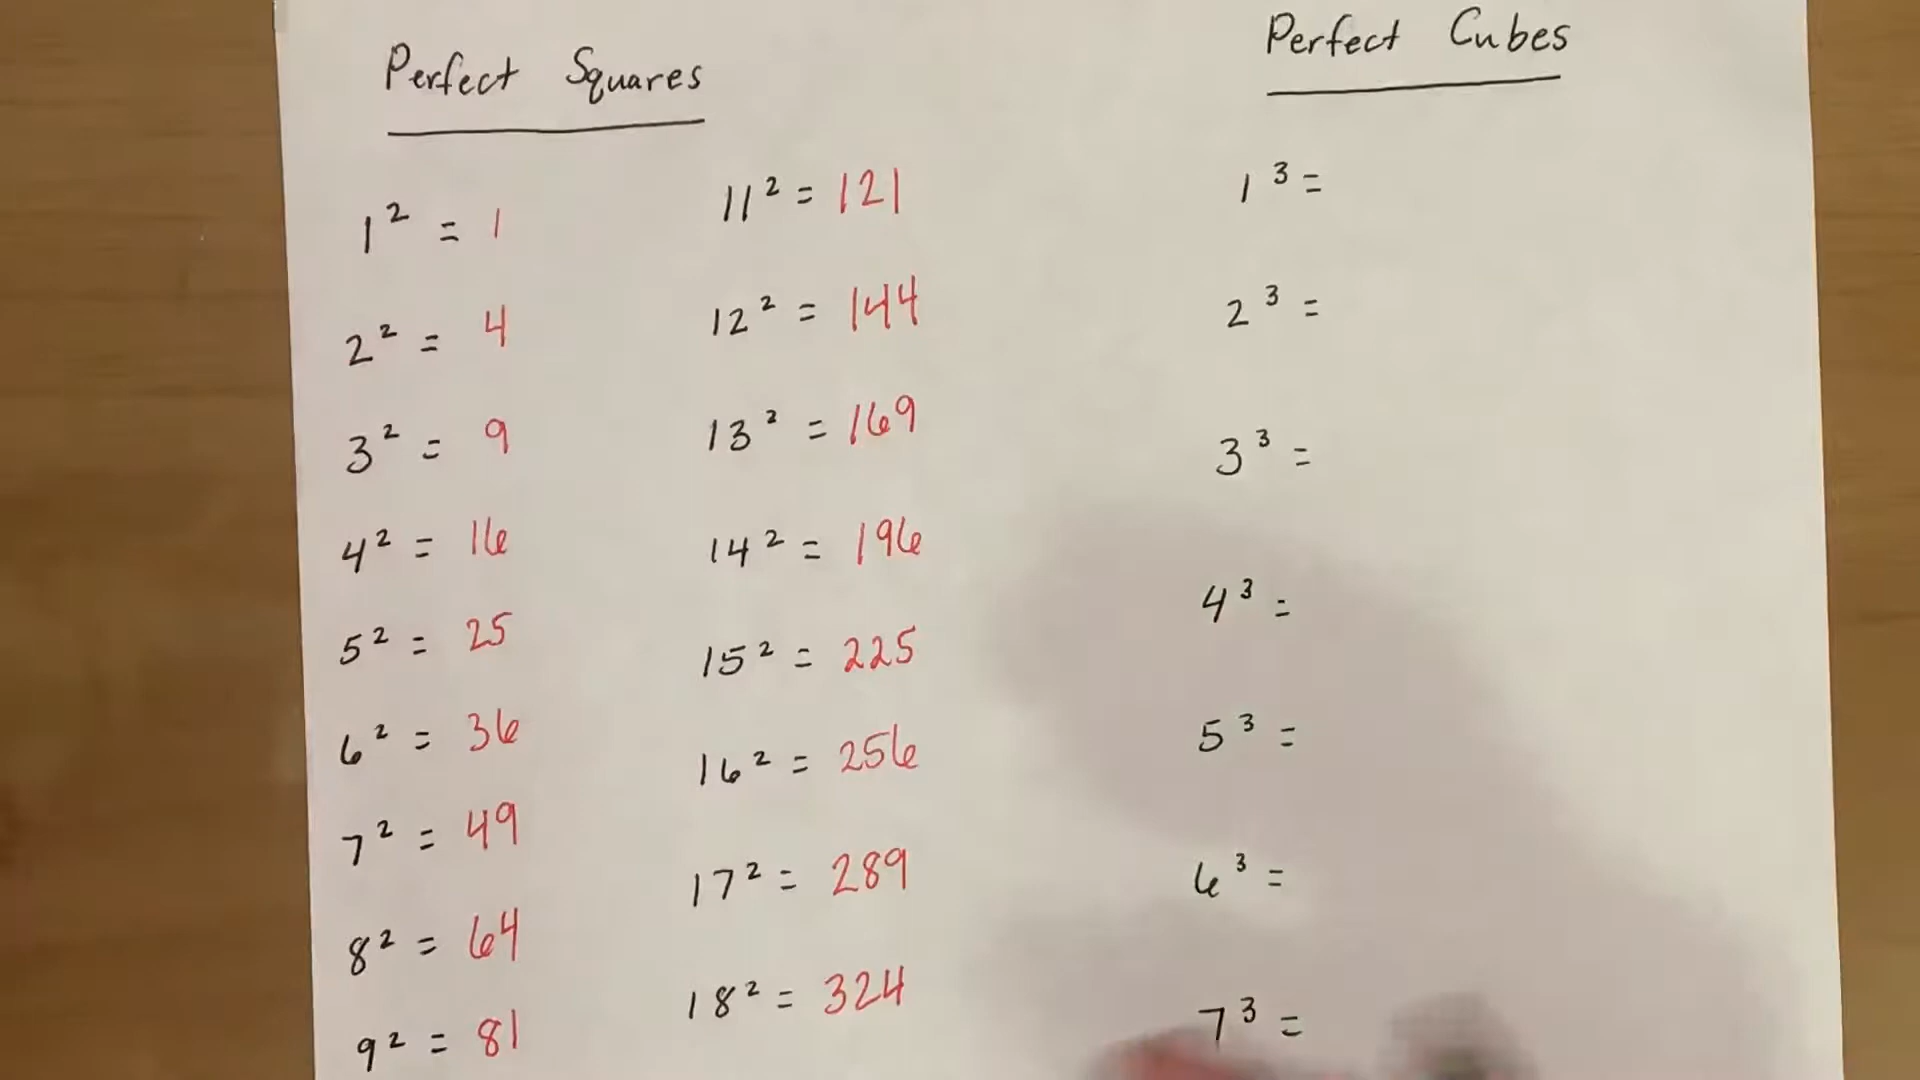 Perfect Squares
1² = 1
2² = 4
3² = 9
4² = 16
5² = 25
6² = 36
7² = 49
8² = 64
9² = 81
11² = 121
12² = 144
13² = 169
14² = 196
15² = 225
16² = 256
17² = 289
18² = 324
Perfect Cubes
1³ =
2³ =
3³ =
4³ =
5³ =
6³ =
7³ =